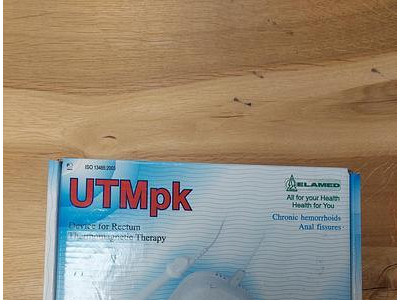 ISO 13485:2003
UTMpk
Device for Rectum
Thermomagnetic Therapy
ELAMED
All for your Health
Health for You
Chronic hemorrhoids
Anal fissures